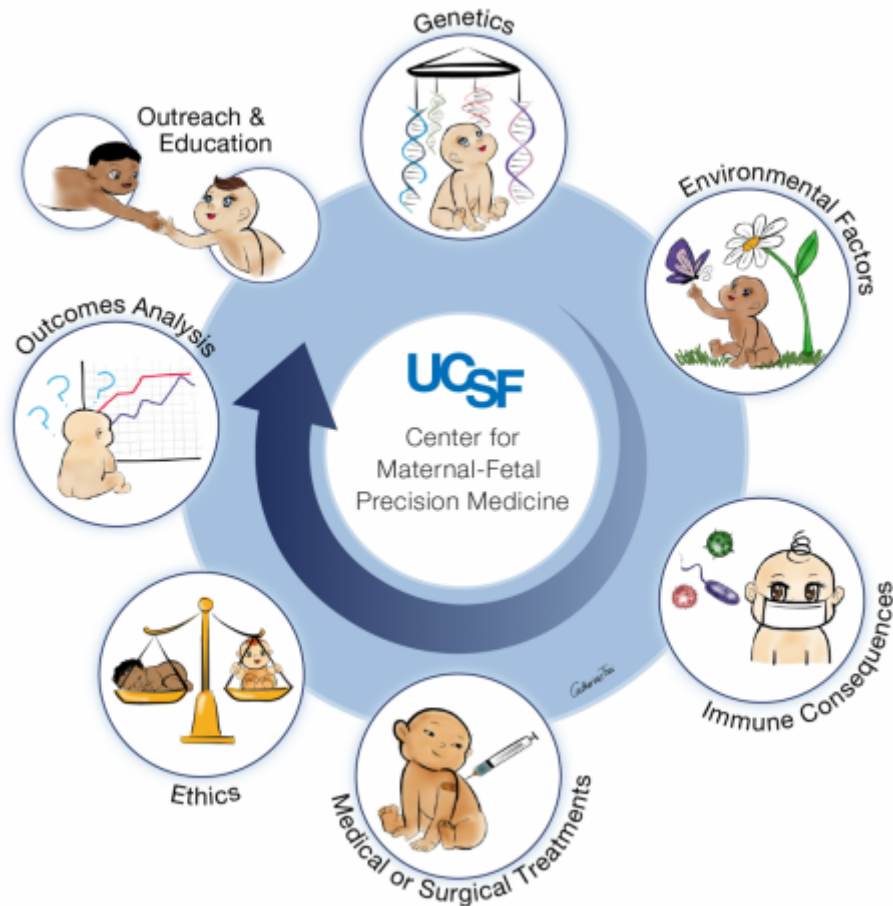 Genetics
Environmental Factors
Immune Consequences
Medical or Surgical Treatments
Ethics
Outcomes Analysis
Outreach &
Education
UCSF
Center for
Maternal-Fetal
Precision Medicine
? ? ?